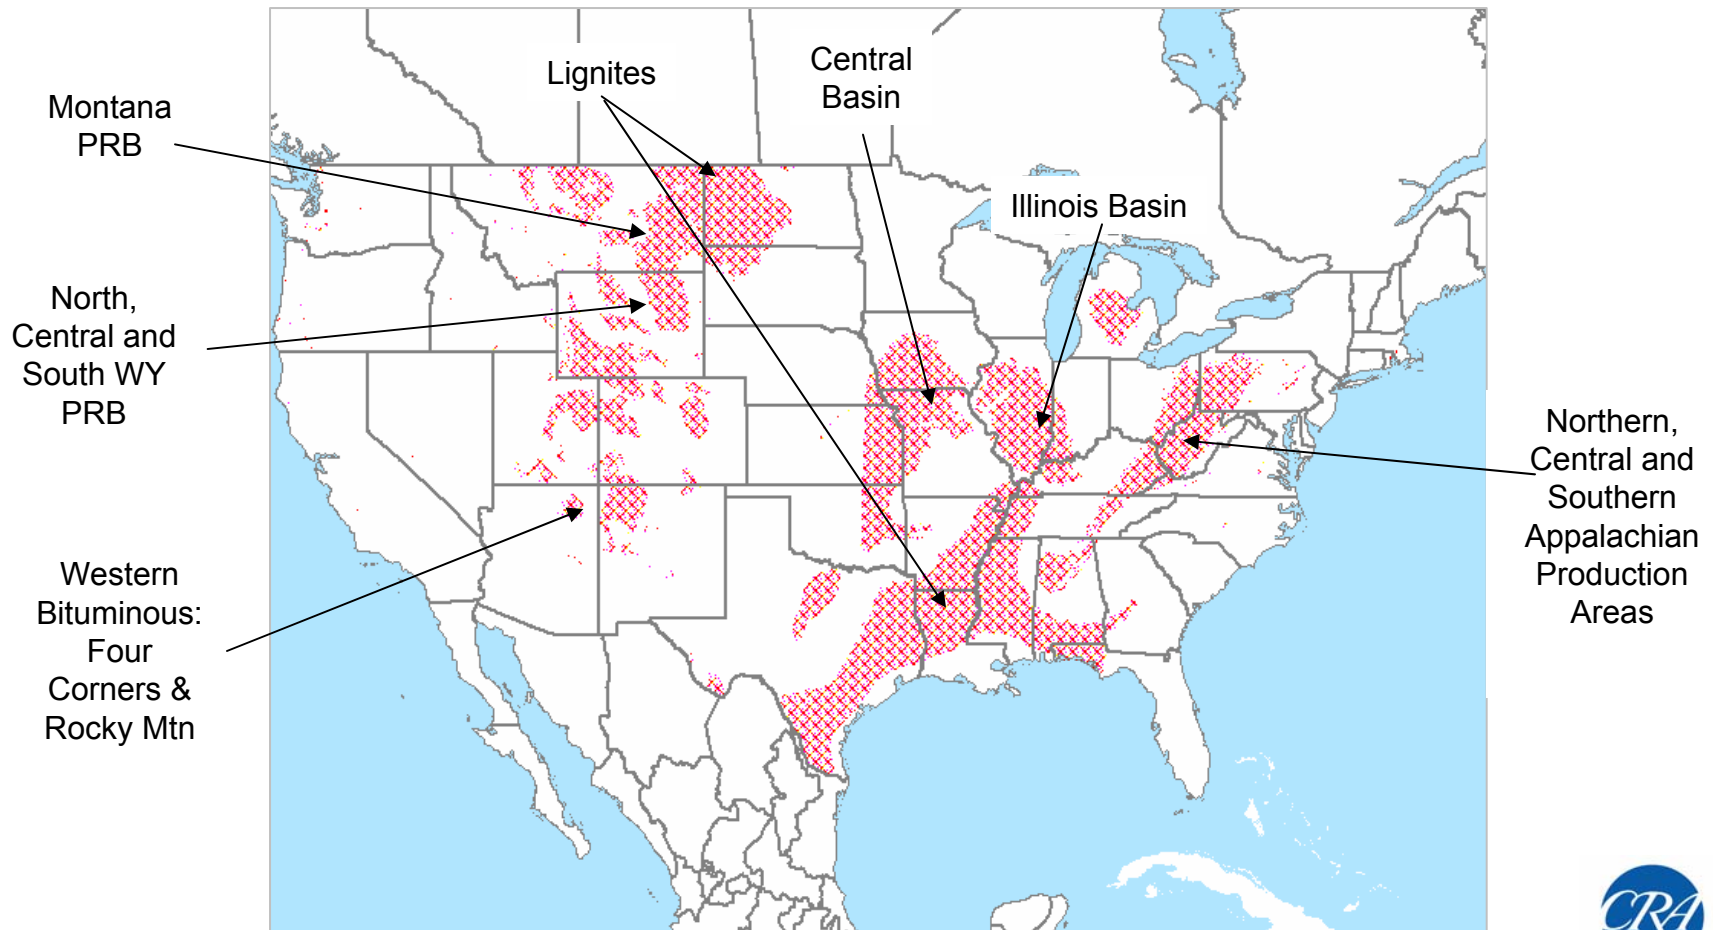 Lignites
Central
Basin
Montana
PRB
Illinois Basin
North,
Central and
South WY
PRB
Northern,
Central and
Southern
Appalachian
Production
Areas
Western
Bituminous:
Four
Corners &
Rocky Mtn
CRA